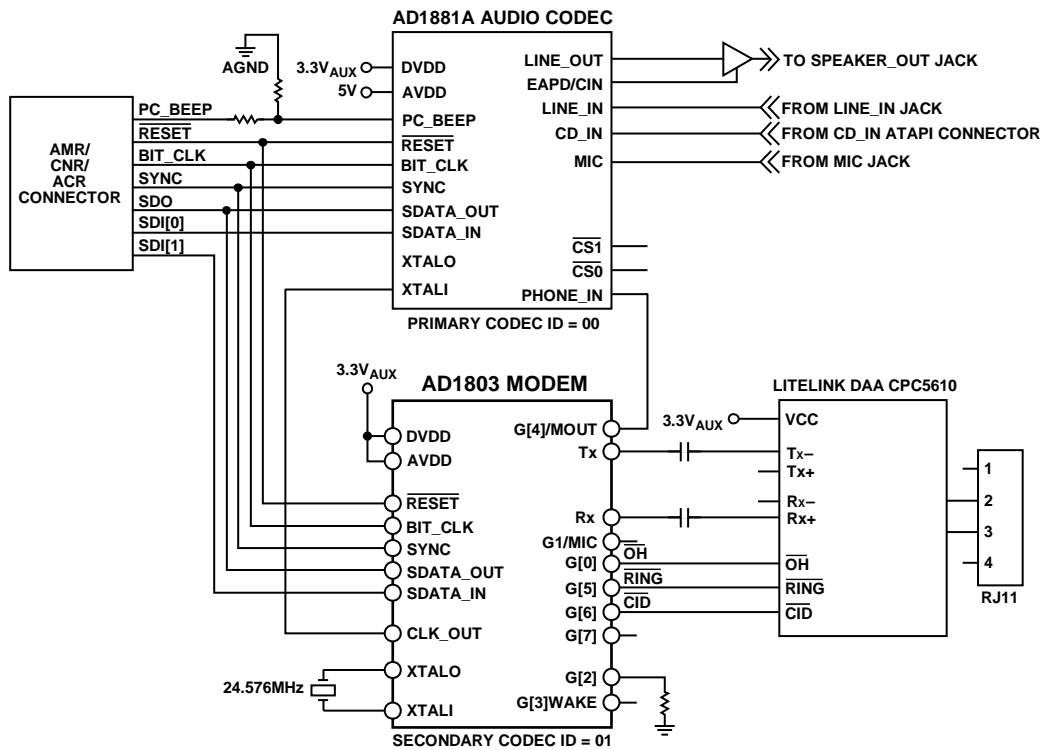 AD1881A AUDIO CODEC
AGND
3.3VAUX
5V
DVDD
AVDD
PC_BEEP
RESET
BIT_CLK
SYNC
SDATA_OUT
SDATA_IN
XTALO
XTALI
LINE_OUT
EAPD/CIN
LINE_IN
CD_IN
MIC
CS1
CS0
PHONE_IN
TO SPEAKER_OUT JACK
FROM LINE_IN JACK
FROM CD_IN ATAPI CONNECTOR
FROM MIC JACK
AMR/
CNR/
ACR
CONNECTOR
PC_BEEP
RESET
BIT_CLK
SYNC
SDO
SDI[0]
SDI[1]
PRIMARY CODEC ID = 00
3.3VAUX
AD1803 MODEM
DVDD
AVDD
RESET
BIT_CLK
SYNC
SDATA_OUT
SDATA_IN
CLK_OUT
XTALO
XTALI
24.576MHz
G[4]/MOUT
Tx
Rx
G1/MIC
G[0]
G[5]
G[6]
G[7]
G[2]
G[3]WAKE
OH
RING
CID
SECONDARY CODEC ID = 01
LITELINK DAA CPC5610
3.3VAUX
VCC
Tx–
Tx+
Rx–
Rx+
OH
RING
CID
1
2
3
4
RJ11